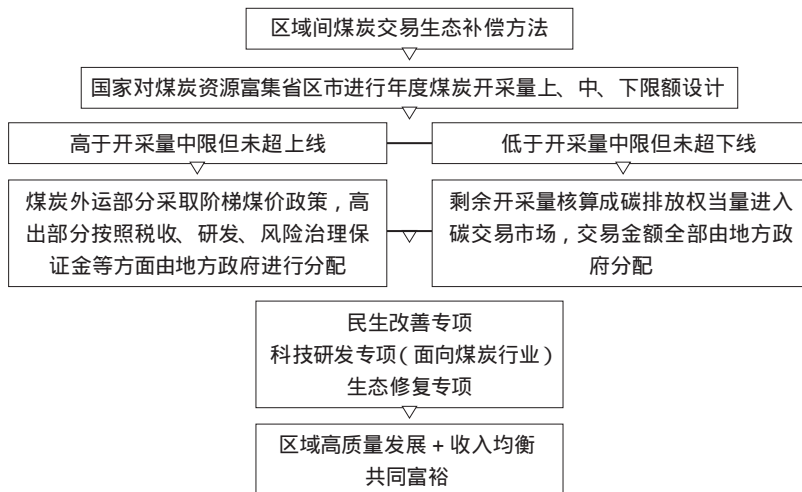 区域间煤炭交易生态补偿方法
国家对煤炭资源富集省区市进行年度煤炭开采量上、中、下限额设计
高于开采量中限但未超上线
低于开采量中限但未超下线
煤炭外运部分采取阶梯煤价政策，高
出部分按照税收、研发、风险治理保
证金等方面由地方政府进行分配
剩余开采量核算成碳排放权当量进入
碳交易市场，交易金额全部由地方政
府分配
民生改善专项
科技研发专项（面向煤炭行业）
生态修复专项
区域高质量发展+收入均衡
共同富裕